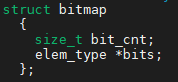 struct bitmap
{
size_t bit_cnt;
elem_type *bits;
};